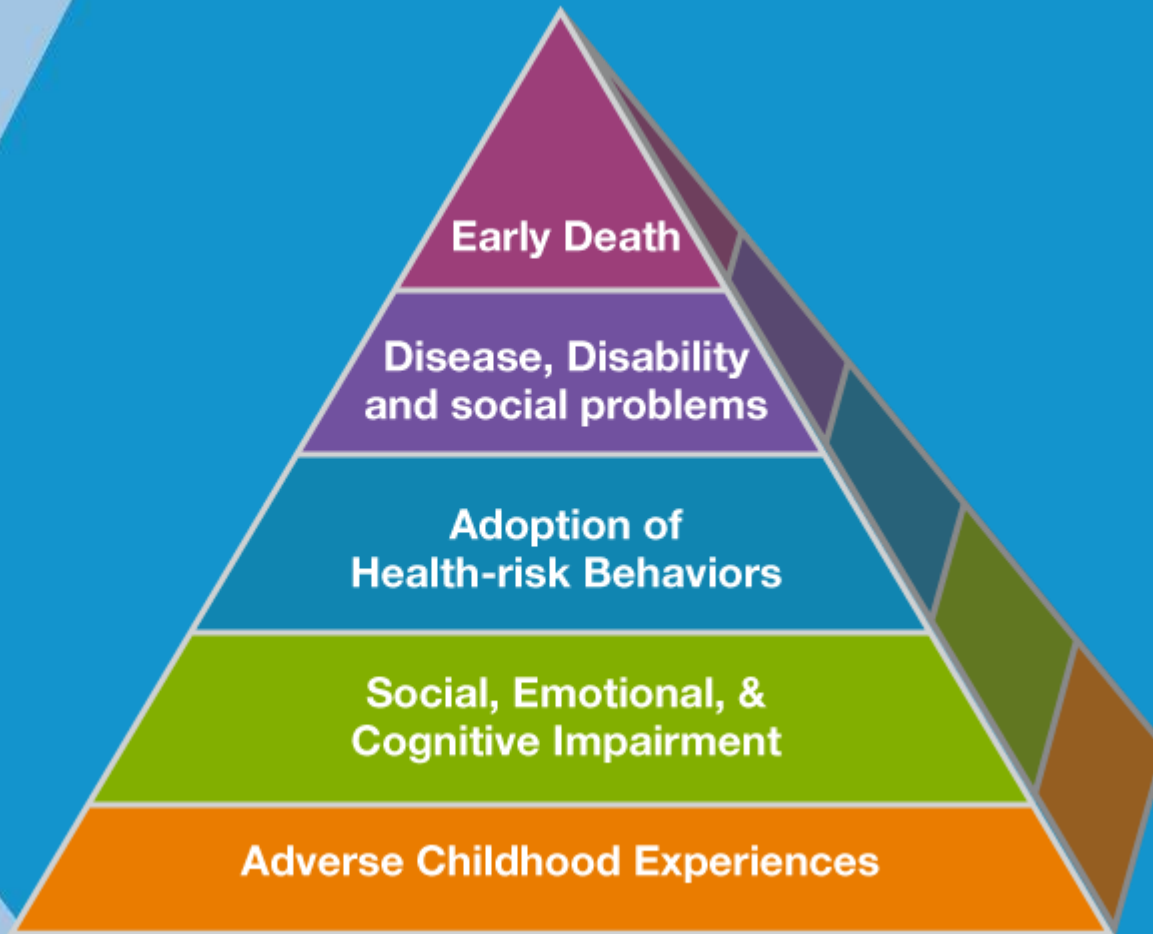 Early Death
Disease, Disability
and social problems
Adoption of
Health-risk Behaviors
Social, Emotional, &
Cognitive Impairment
Adverse Childhood Experiences